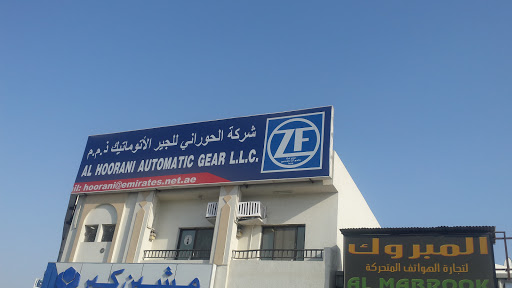 شركة الحوراني للجير الأتوماتيك ذ.م.م
AL HOORANI AUTOMATIC GEAR L.L.C.
ZF
il: hoorani@emirates.net.ae
المبروك
لتجارة الهواتف المتحركة
AL MABROOK